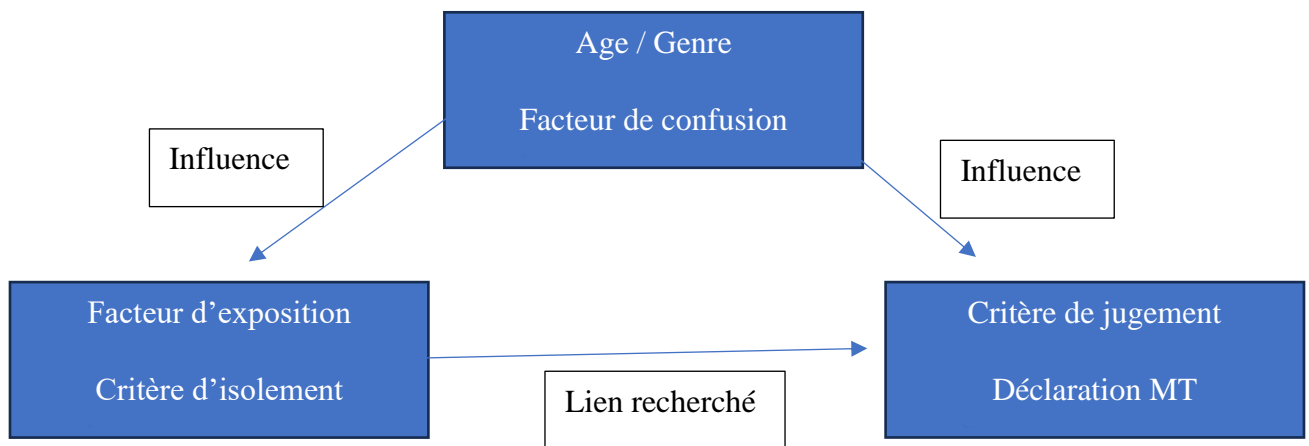 Age / Genre
Facteur de confusion
Influence
Influence
Facteur d’exposition
Critère d’isolement
Critère de jugement
Déclaration MT
Lien recherché